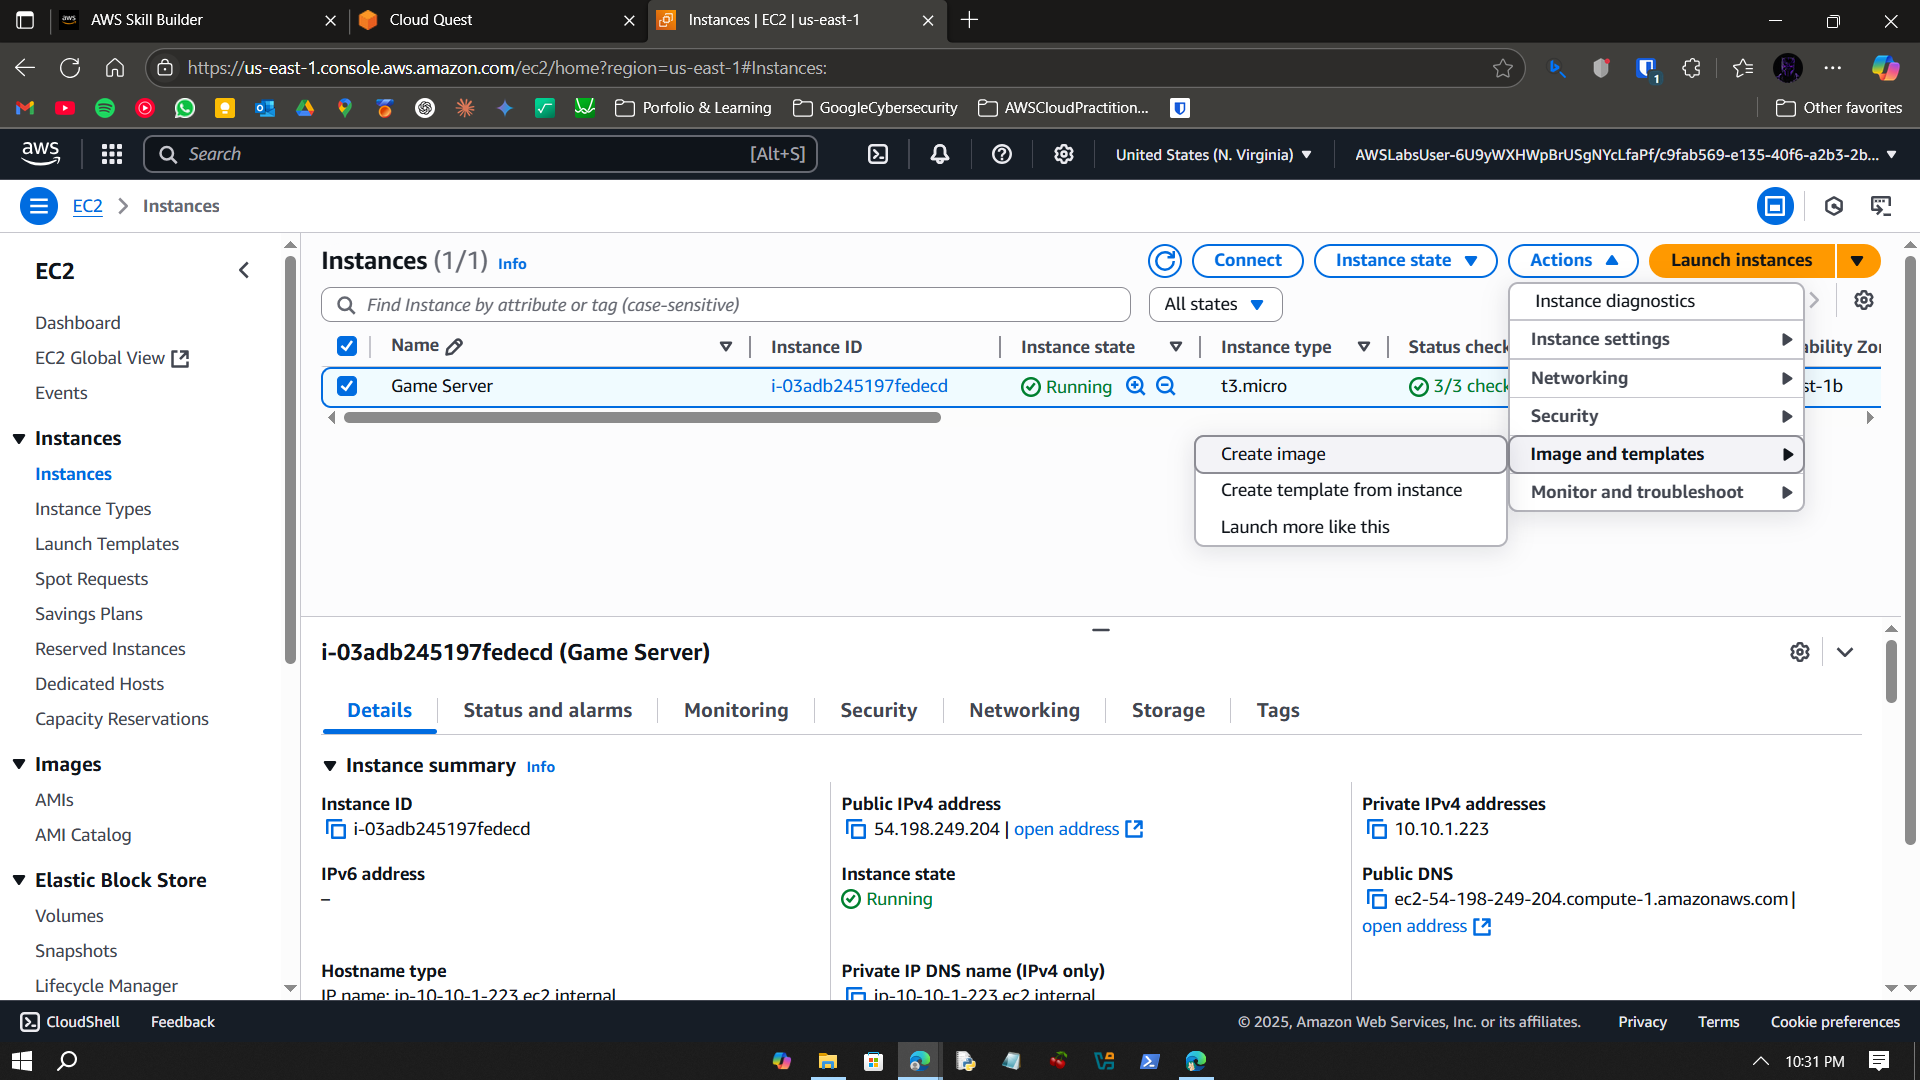 AWS Skill Builder
Cloud Quest
Instances | EC2 | us-east-1
https://us-east-1.console.aws.amazon.com/ec2/home?region=us-east-1#Instances:
1
Porfolio & Learning
GoogleCybersecurity
AWSCloudPractition...
Other favorites
aws
Search
[Alt+S]
United States (N. Virginia)
AWSLabsUser-6U9yWXHWpBrUSgNYcLfaPf/c9fab569-e135-40f6-a2b3-2b...
EC2
Instances
EC2
Dashboard
EC2 Global View
Events
Instances
Instances
Instance Types
Launch Templates
Spot Requests
Savings Plans
Reserved Instances
Dedicated Hosts
Capacity Reservations
Images
AMIs
AMI Catalog
Elastic Block Store
Volumes
Snapshots
Lifecycle Manager
Instances (1/1) Info
Connect
Instance state
Actions
Launch instances
Find Instance by attribute or tag (case-sensitive)
All states
Name
Instance ID
Instance state
Instance type
Status check
bility Zo
Game Server
i-03adb245197fedecd
Running
t3.micro
3/3 check
st-1b
Instance diagnostics
Instance settings
Networking
Security
Image and templates
Monitor and troubleshoot
Create image
Create template from instance
Launch more like this
i-03adb245197fedecd (Game Server)
Details
Status and alarms
Monitoring
Security
Networking
Storage
Tags
Instance summary Info
Instance ID
i-03adb245197fedecd
Public IPv4 address
54.198.249.204 | open address
Private IPv4 addresses
10.10.1.223
IPv6 address
–
Instance state
Running
Public DNS
ec2-54-198-249-204.compute-1.amazonaws.com |
open address
Hostname type
IP name: ip-10-10-1-223.ec2.internal
Private IP DNS name (IPv4 only)
ip-10-10-1-223.ec2.internal
CloudShell
Feedback
© 2025, Amazon Web Services, Inc. or its affiliates.
Privacy
Terms
Cookie preferences
10:31 PM